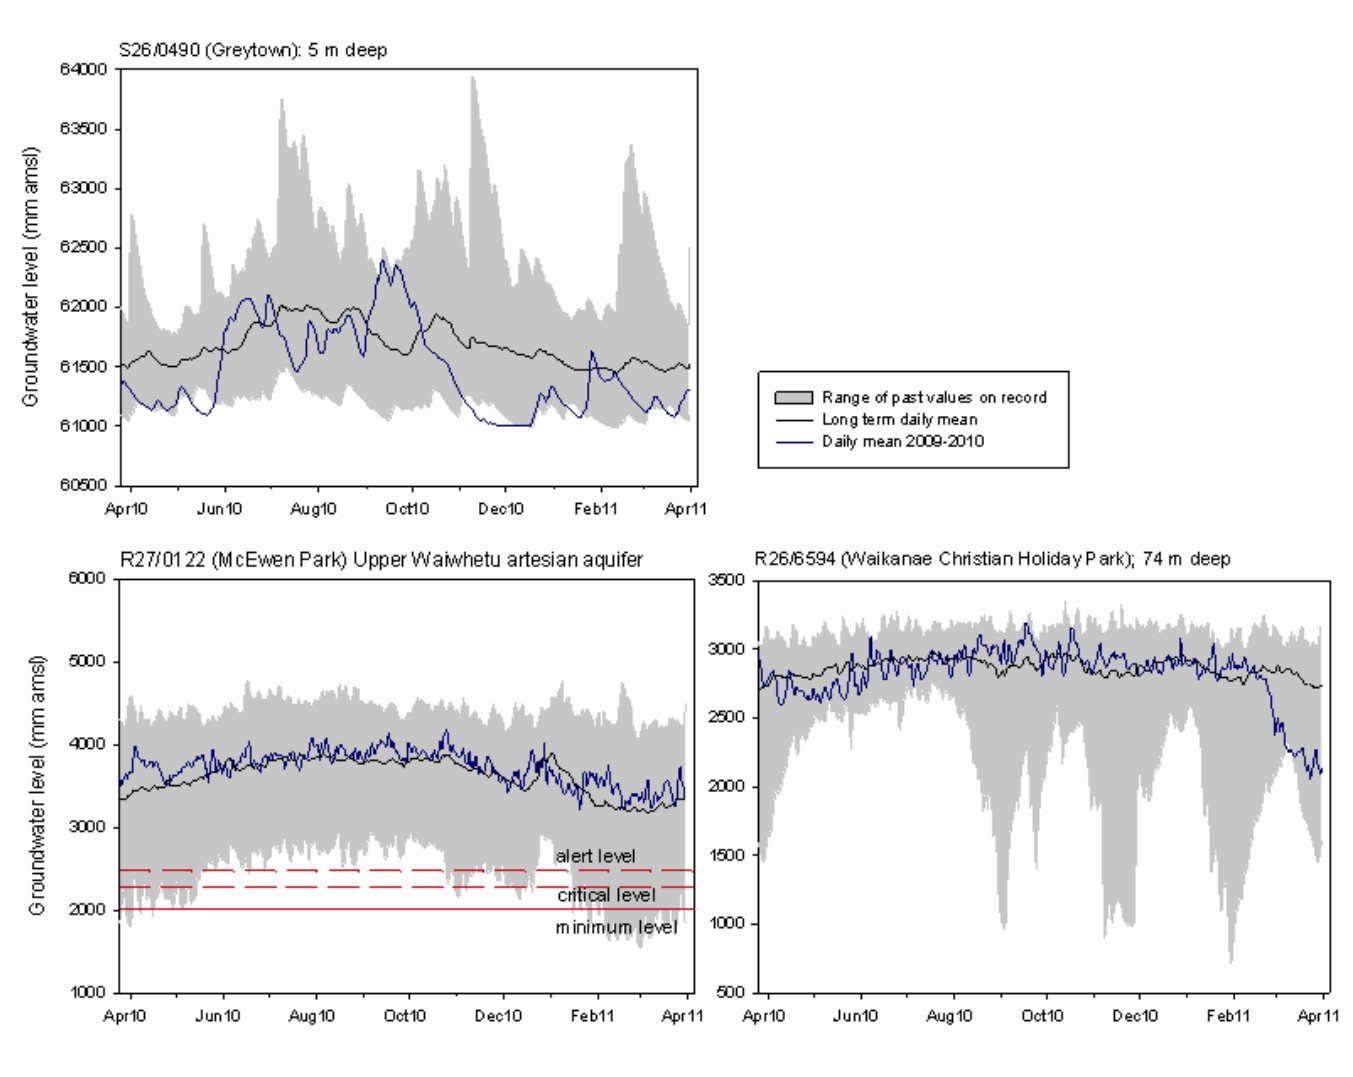 S26/0490 (Greytown): 5 m deep
64000
63500
63000
62500
62000
61500
61000
60500
Groundwater level (mm amsl)
Apr10 Jun10 Aug10 Oct10 Dec10 Feb11 Apr11
Range of past values on record
Long term daily mean
Daily mean 2009-2010
R27/0122 (McEwen Park) Upper Waiwhetu artesian aquifer
6000
5000
4000
3000
2000
1000
Groundwater level (mm amsl)
alert level
critical level
minimum level
Apr10 Jun10 Aug10 Oct10 Dec10 Feb11 Apr11
R26/6594 (Waikanae Christian Holiday Park); 74 m deep
3500
3000
2500
2000
1500
1000
500
Apr10 Jun10 Aug10 Oct10 Dec10 Feb11 Apr11